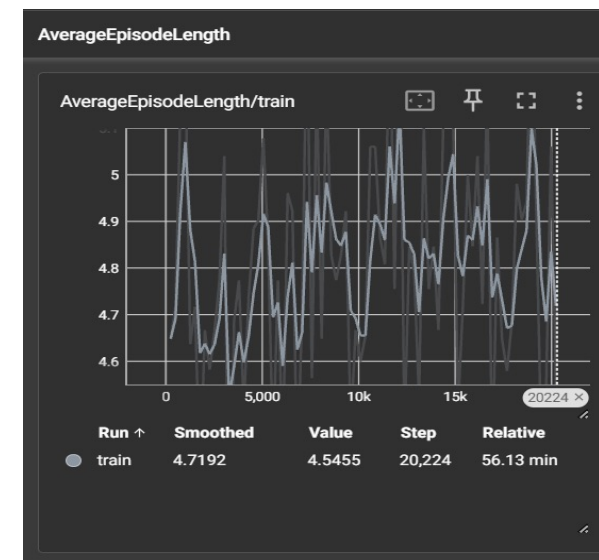 AverageEpisodeLength
AverageEpisodeLength/train
5
4.9
4.8
4.7
4.6
0 5,000 10k 15k 20224 ×
Run ↑ Smoothed Value Step Relative
train 4.7192 4.5455 20,224 56.13 min